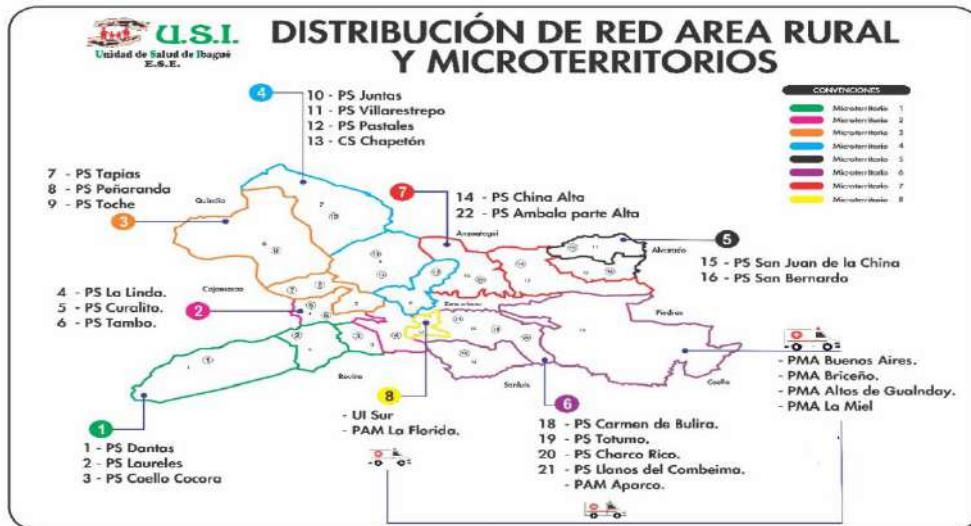 U.S.I.
Unidad de Salud de Ibagué
E.S.E.
DISTRIBUCIÓN DE RED AREA RURAL
Y MICROTERRITORIOS
CONVENCIONES
Microterritorio 1
Microterritorio 2
Microterritorio 3
Microterritorio 4
Microterritorio 5
Microterritorio 6
Microterritorio 7
Microterritorio 8
4
10 - PS Juntas
11 - PS Villarestrepo
12 - PS Pastales
13 - CS Chapetón
7 - PS Tapias
8 - PS Peñaranda
9 - PS Toche
3
Quindio
7
14 - PS China Alta
22 - PS Ambala parte Alta
Anzoategui
5
Alvarado
15 - PS San Juan de la China
16 - PS San Bernardo
Cajamarca
4 - PS La Linda.
5 - PS Curalito.
6 - PS Tambo.
2
Piedras
Rovira
SanLuis
Coello
- PMA Buenos Aires.
- PMA Briceño.
- PMA Altos de Gualnday.
- PMA La Miel
8
- UI Sur
- PAM La Florida.
6
18 - PS Carmen de Bulira.
19 - PS Totumo.
20 - PS Charco Rico.
21 - PS Llanos del Combeima.
- PAM Aparco.
1
1 - PS Dantas
2 - PS Laureles
3 - PS Coello Cocora